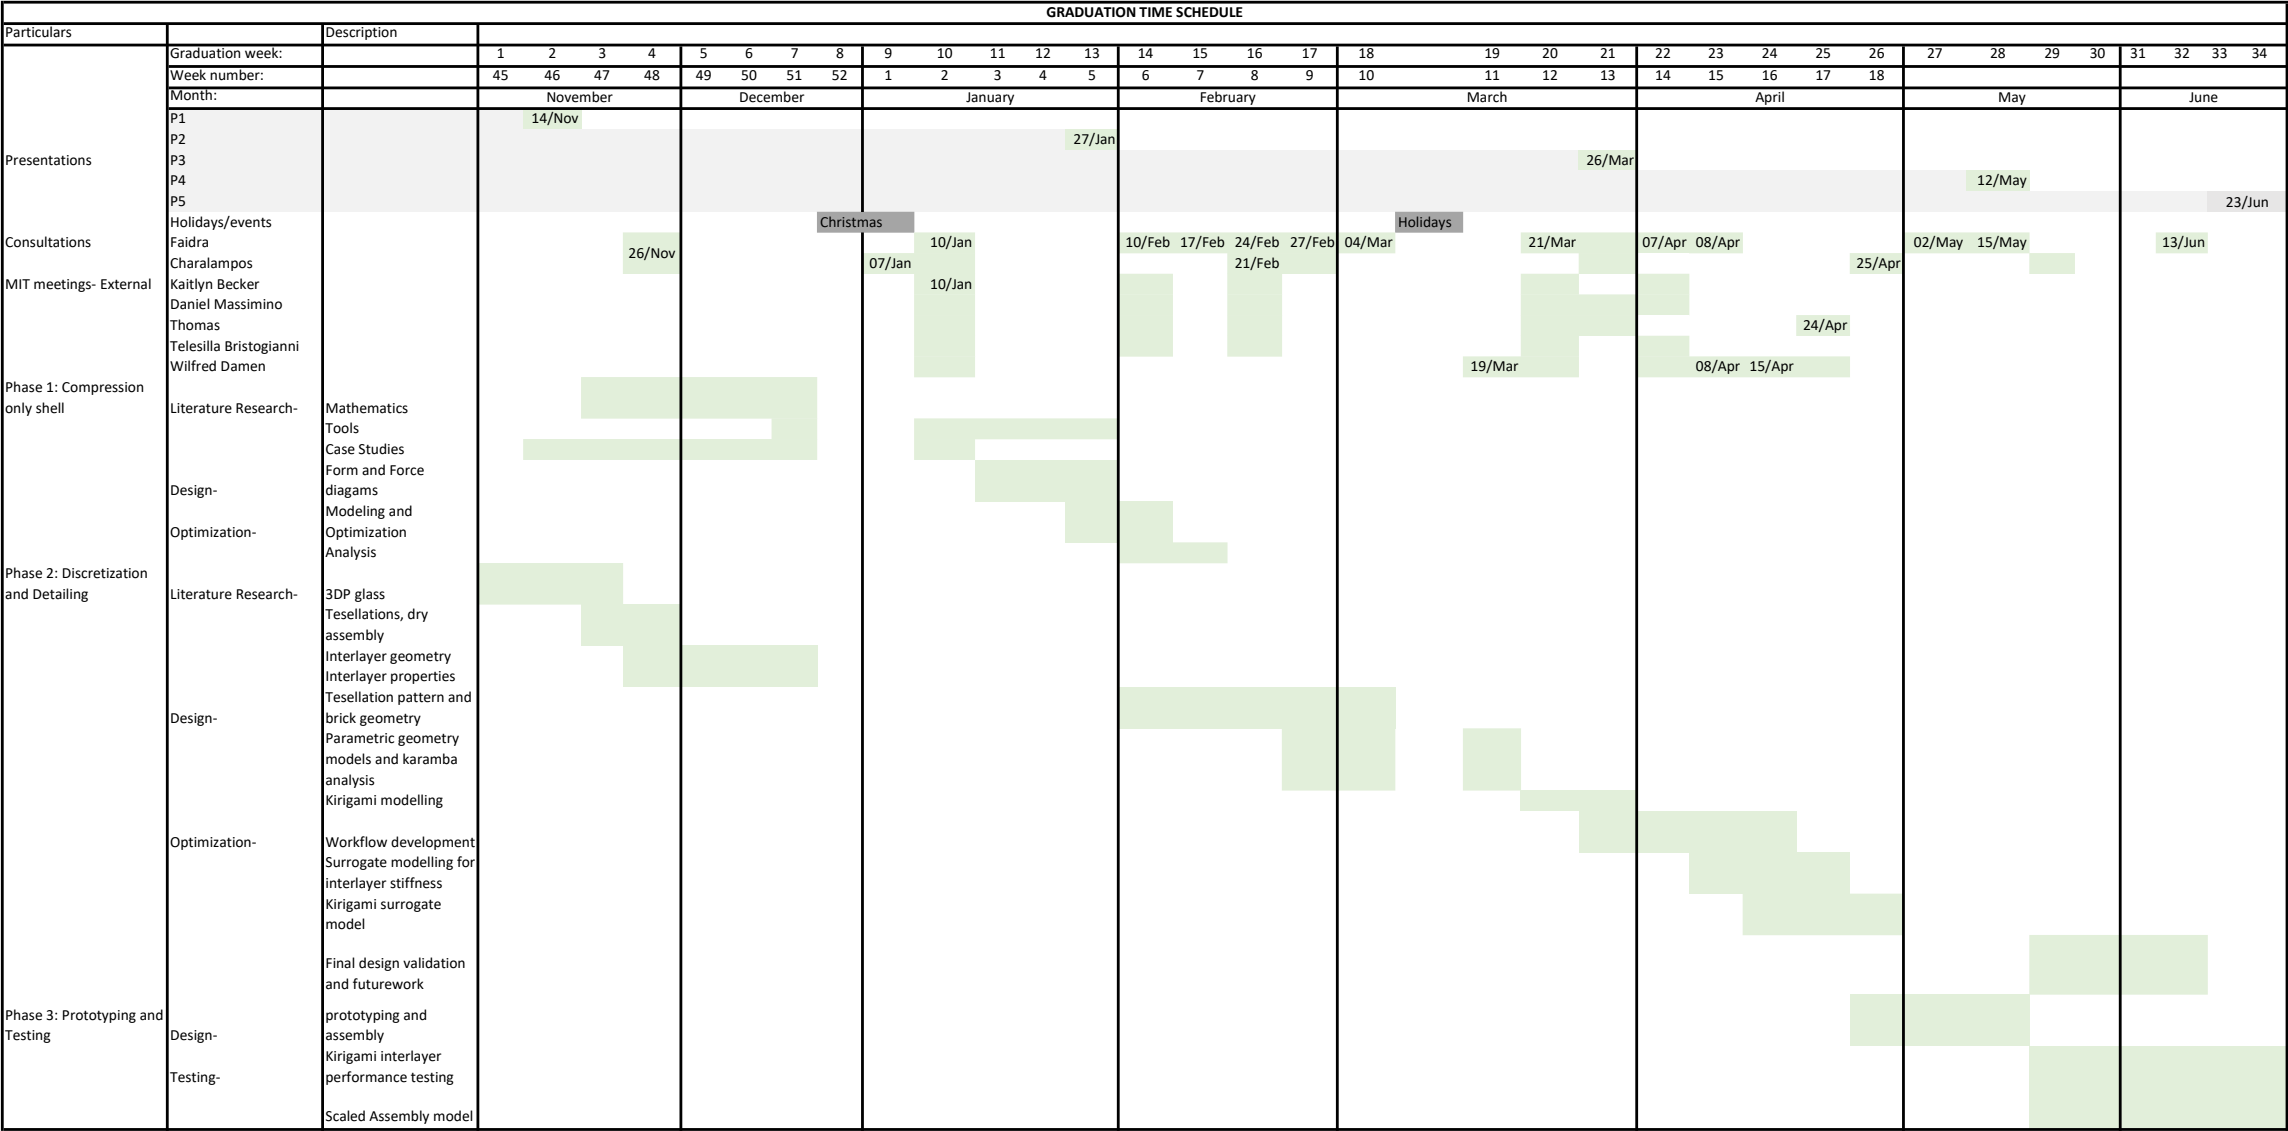 GRADUATION TIME SCHEDULE
Particulars Description
Graduation week: 1 2 3 4 5 6 7 8 9 10 11 12 13 14 15 16 17 18 19 20 21 22 23 24 25 26 27 28 29 30 31 32 33 34
Week number: 45 46 47 48 49 50 51 52 1 2 3 4 5 6 7 8 9 10 11 12 13 14 15 16 17 18
Month: November December January February March April May June
P1 14/Nov
P2 27/Jan
Presentations P3 26/Mar
P4 12/May
P5 23/Jun
Holidays/events Christmas Holidays
Consultations Faidra 10/Jan 10/Feb 17/Feb 24/Feb 27/Feb 04/Mar 21/Mar 07/Apr 08/Apr 02/May 15/May 13/Jun
26/Nov
Charalampos 07/Jan 21/Feb 25/Apr
MIT meetings- External Kaitlyn Becker 10/Jan
Daniel Massimino
Thomas 24/Apr
Telesilla Bristogianni
Wilfred Damen 19/Mar 08/Apr 15/Apr
Phase 1: Compression
only shell Literature Research- Mathematics
Tools
Case Studies
Form and Force
Design- diagams
Modeling and
Optimization- Optimization
Analysis
Phase 2: Discretization
and Detailing Literature Research- 3DP glass
Tesellations, dry
assembly
Interlayer geometry
Interlayer properties
Tesellation pattern and
Design- brick geometry
Parametric geometry
models and karamba
analysis
Kirigami modelling
Optimization- Workflow development
Surrogate modelling for
interlayer stiffness
Kirigami surrogate
model
Final design validation
and futurework
Phase 3: Prototyping and prototyping and
Testing Design- assembly
Kirigami interlayer
Testing- performance testing
Scaled Assembly model